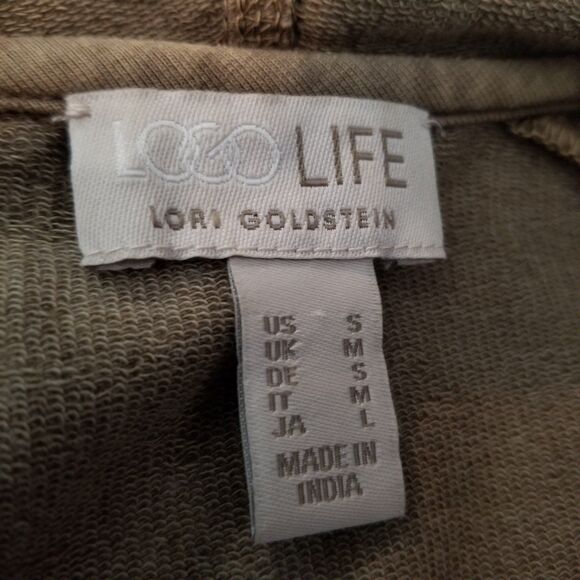 LOGO LIFE
LORI GOLDSTEIN
US S
UK M
DE S
IT M
JA L
MADE IN
INDIA